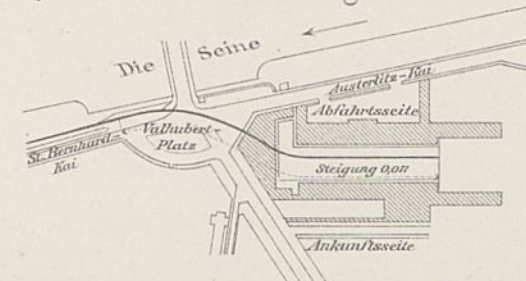 Die Seine
Austerlitz-Kai
Abfahrtsseite
Valhubert-
Platz
St. Bernhard-
Kai
Steigung 0,011
Ankunftsseite